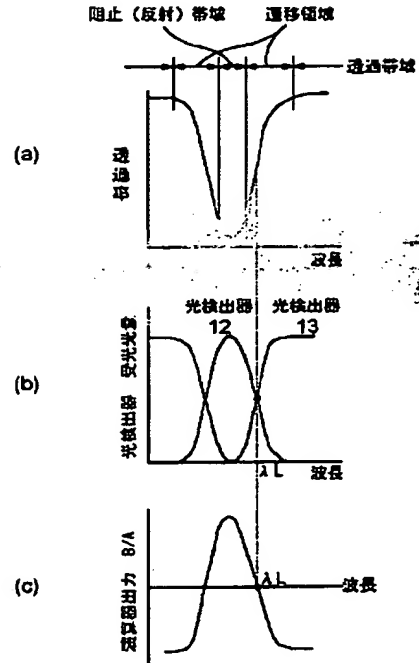 阻止（反射）帯域
遷移領域
透過帯域
(a)
透過率
波長
光検出器
12
光検出器
13
(b)
光検出器 受光光量
λL
波長
(c)
演算器出力 B/A
λL
波長